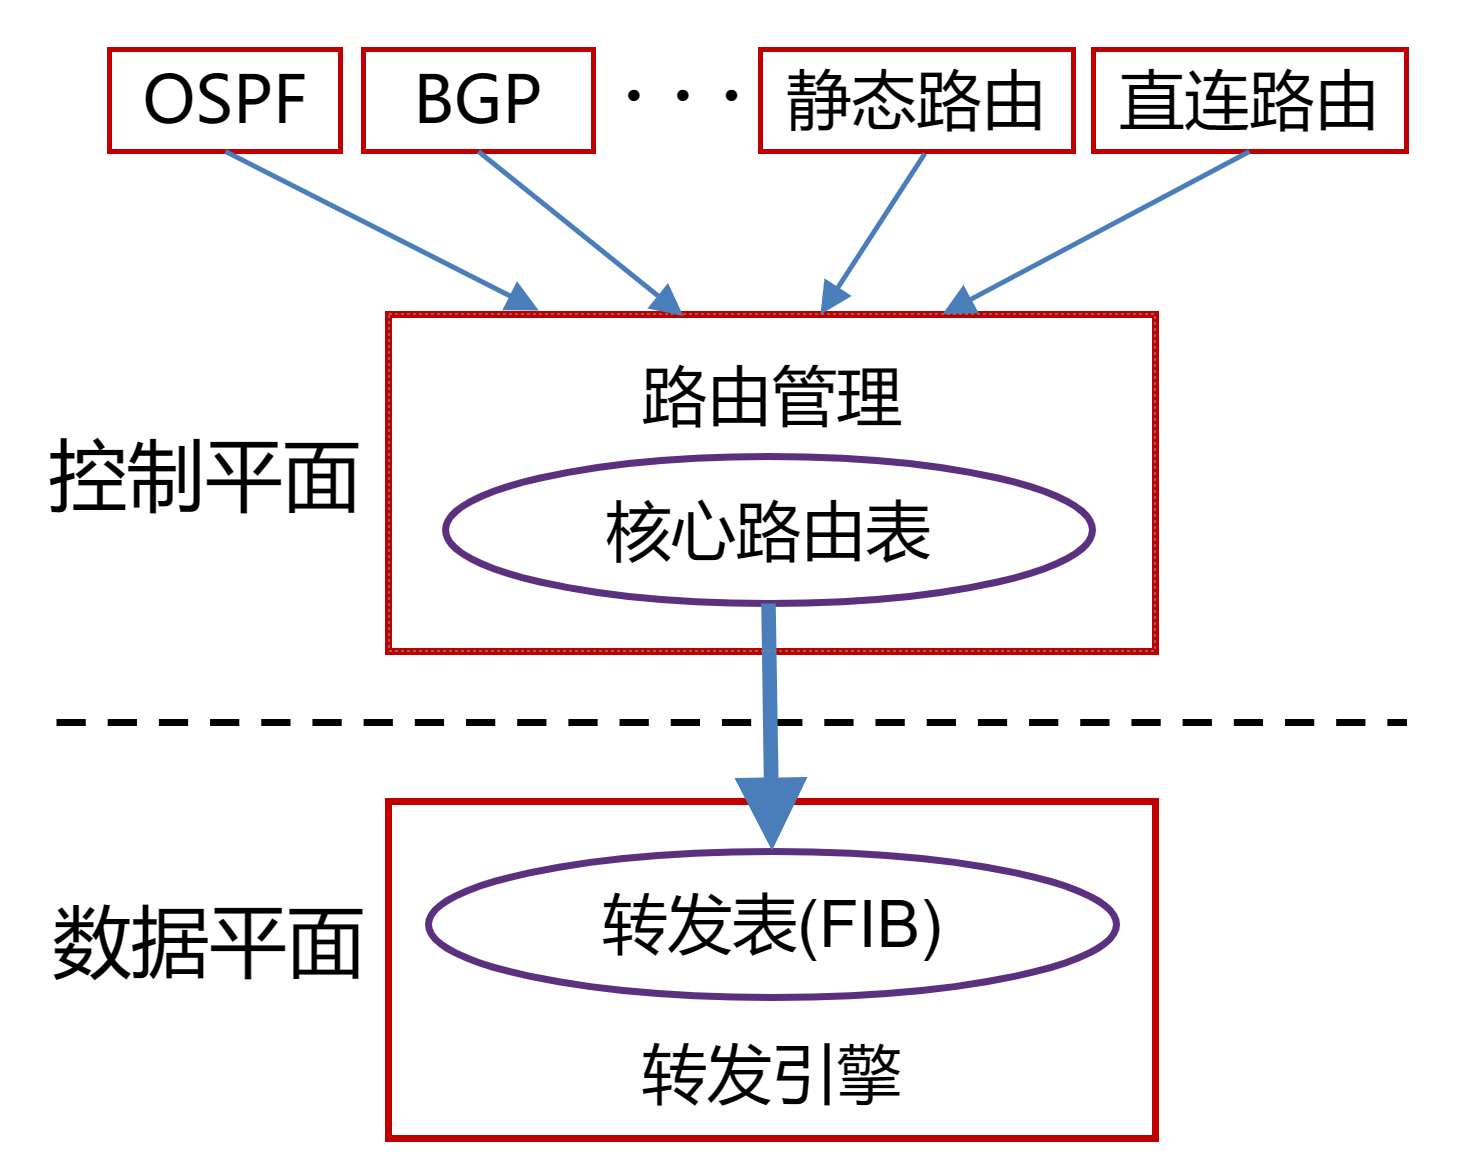 OSPF
BGP
· · ·
静态路由
直连路由
路由管理
控制平面
核心路由表
转发表(FIB)
数据平面
转发引擎